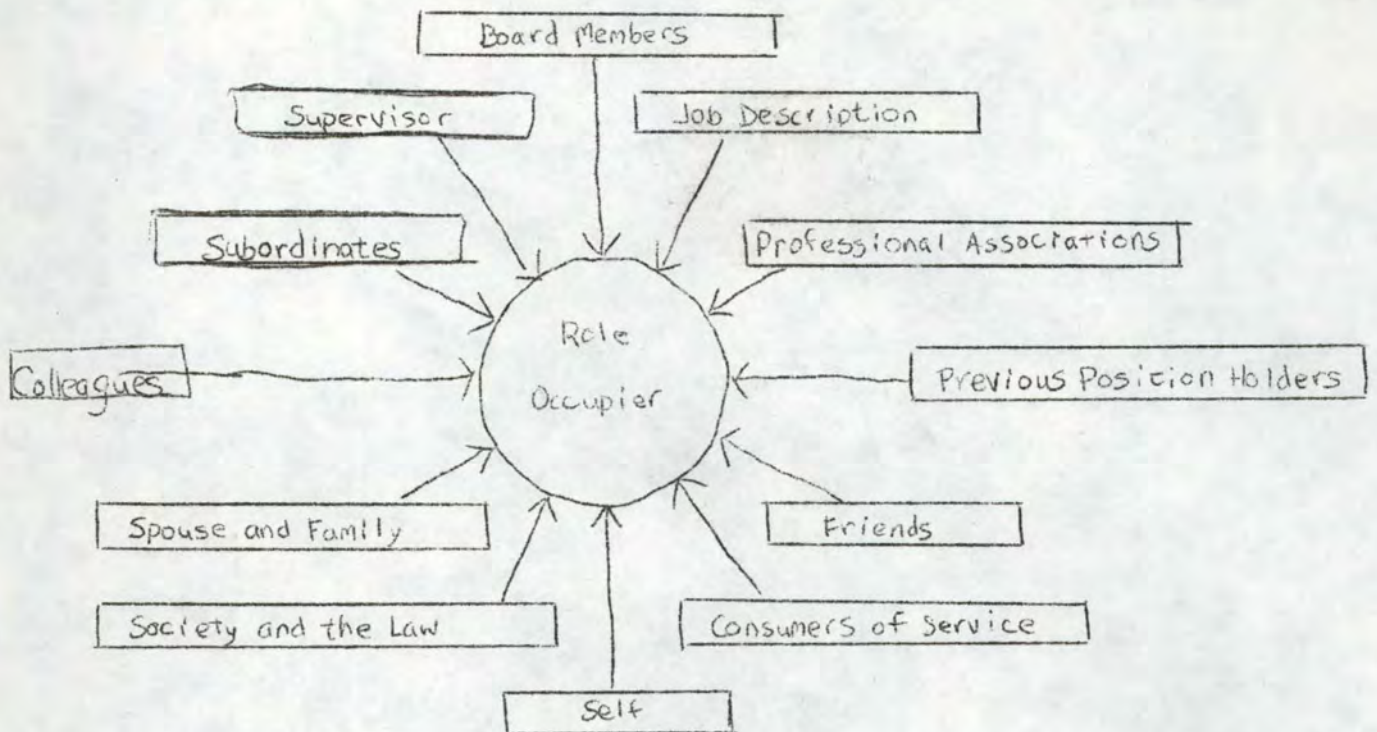 Board Members
Supervisor
Job Description
Subordinates
Professional Associations
Colleagues
Role
Occupier
Previous Position Holders
Spouse and Family
Friends
Society and the Law
Consumers of Service
Self